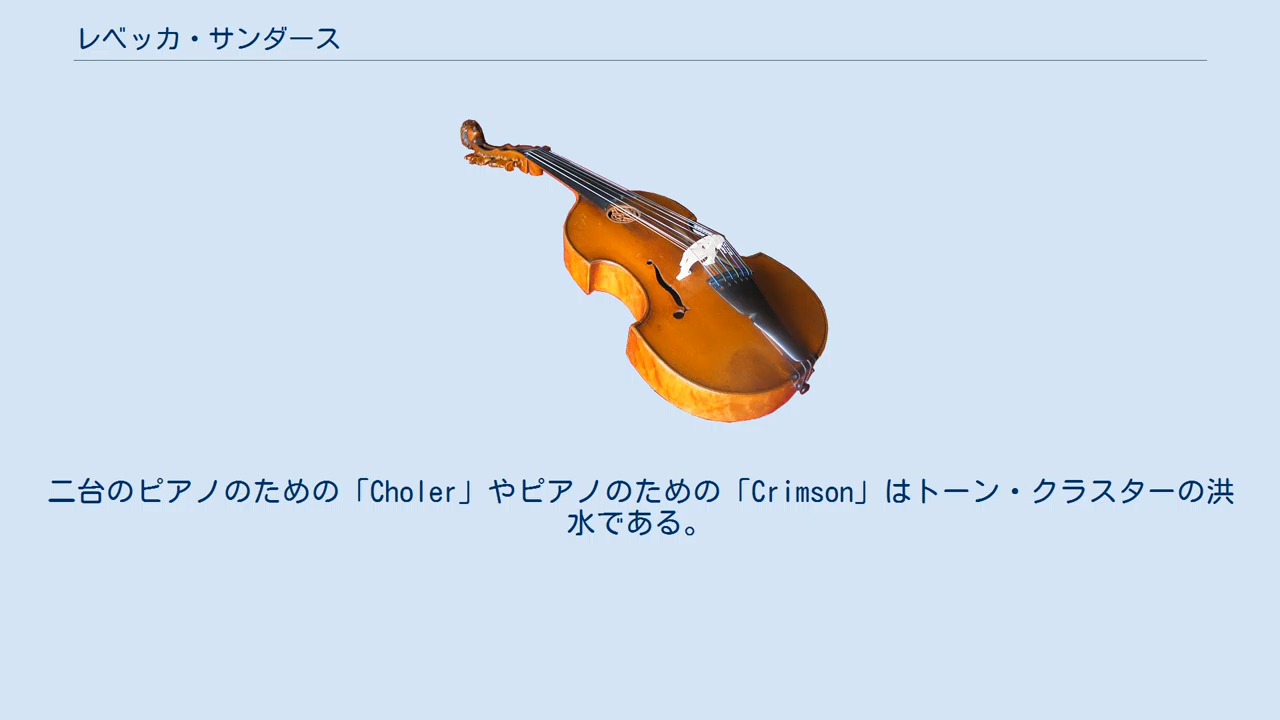 レベッカ・サンダース
二台のピアノのための「Choler」やピアノのための「Crimson」はトーン・クラスターの洪
水である。